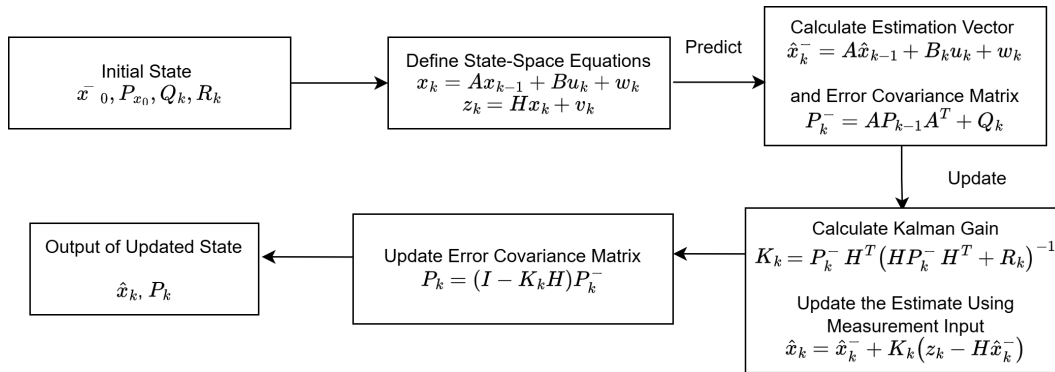 Initial State
x̄₀, P_{x₀}, Q_k, R_k
Define State-Space Equations
x_k = Ax_{k−1} + Bu_k + w_k
z_k = Hx_k + v_k
Predict
Calculate Estimation Vector
x̂_k^− = Ax̂_{k−1} + B_k u_k + w_k
and Error Covariance Matrix
P_k^− = AP_{k−1}A^T + Q_k
Update
Calculate Kalman Gain
K_k = P_k^− H^T (HP_k^− H^T + R_k)^{−1}
Update the Estimate Using
Measurement Input
x̂_k = x̂_k^− + K_k(z_k − Hx̂_k^−)
Update Error Covariance Matrix
P_k = (I − K_k H)P_k^−
Output of Updated State
x̂_k, P_k